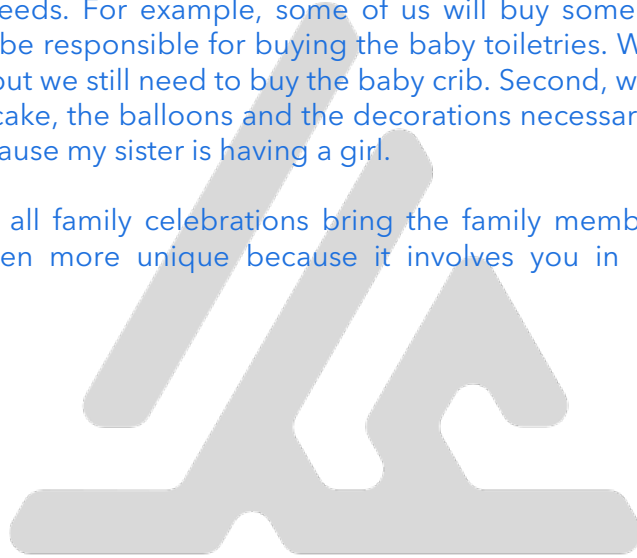 eeds. For example, some of us will buy some
be responsible for buying the baby toiletries. W
out we still need to buy the baby crib. Second, w
cake, the balloons and the decorations necessar
ause my sister is having a girl.
all family celebrations bring the family memb
en more unique because it involves you in